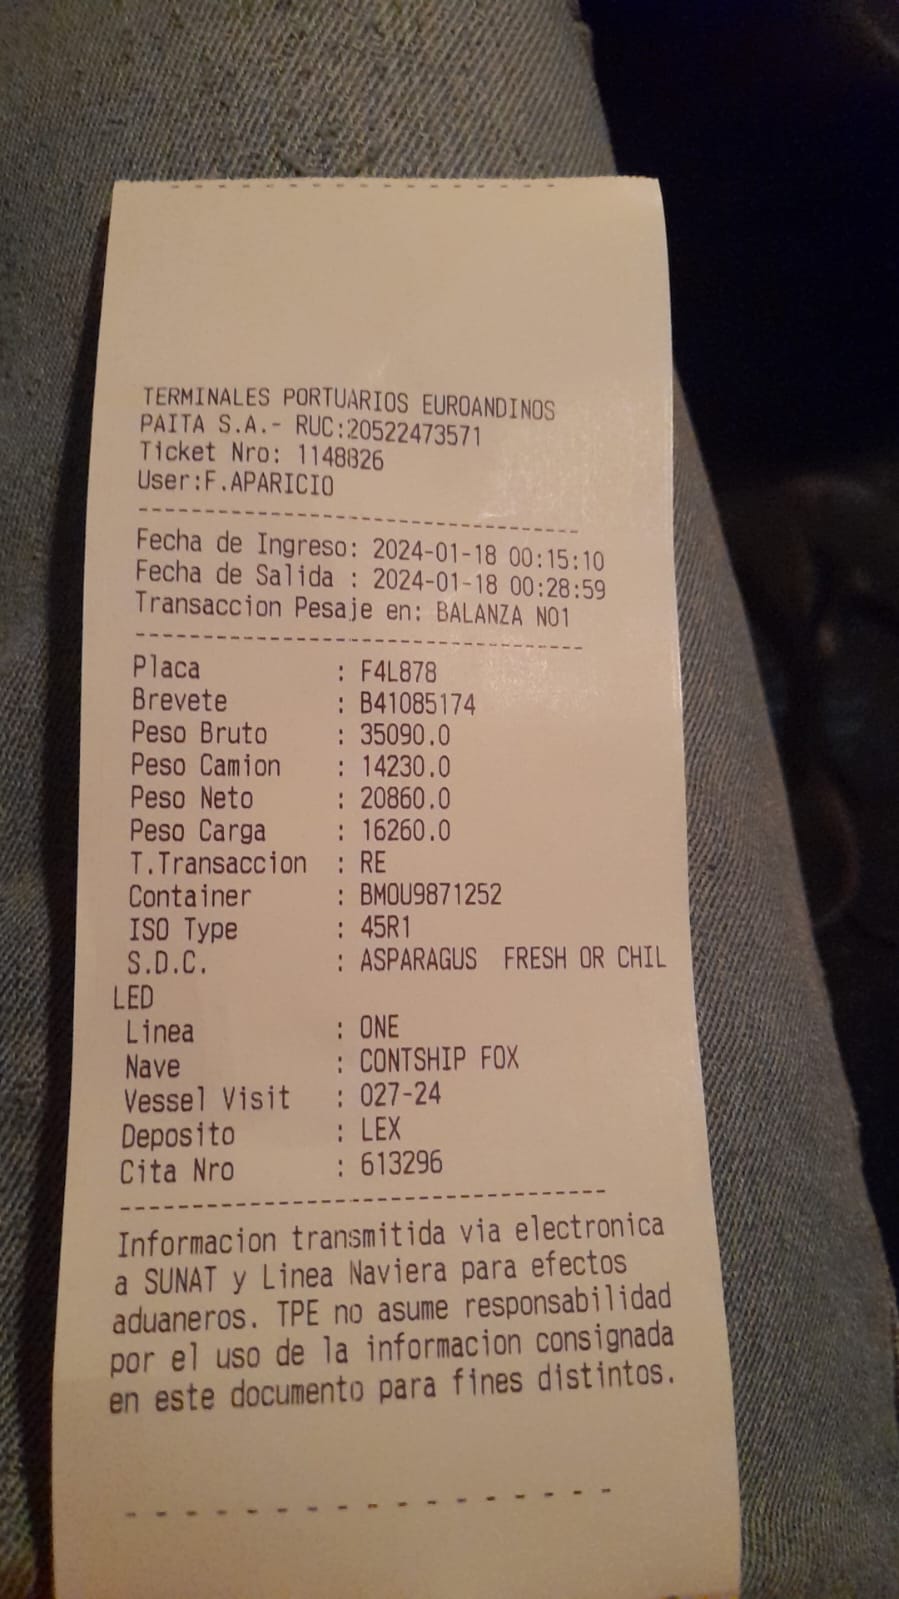 TERMINALES PORTUARIOS EUROANDINOS
PAITA S.A.- RUC:20522473571
Ticket Nro: 1148826
User:F.APARICIO
Fecha de Ingreso: 2024-01-18 00:15:10
Fecha de Salida : 2024-01-18 00:28:59
Transaccion Pesaje en: BALANZA NO1
Placa : F4L878
Brevete : B41085174
Peso Bruto : 35090.0
Peso Camion : 14230.0
Peso Neto : 20860.0
Peso Carga : 16260.0
T.Transaccion : RE
Container : BMOU9871252
ISO Type : 45R1
S.D.C. : ASPARAGUS FRESH OR CHIL
LED
Linea : ONE
Nave : CONTSHIP FOX
Vessel Visit : 027-24
Deposito : LEX
Cita Nro : 613296
Informacion transmitida via electronica
a SUNAT y Linea Naviera para efectos
aduaneros. TPE no asume responsabilidad
por el uso de la informacion consignada
en este documento para fines distintos.